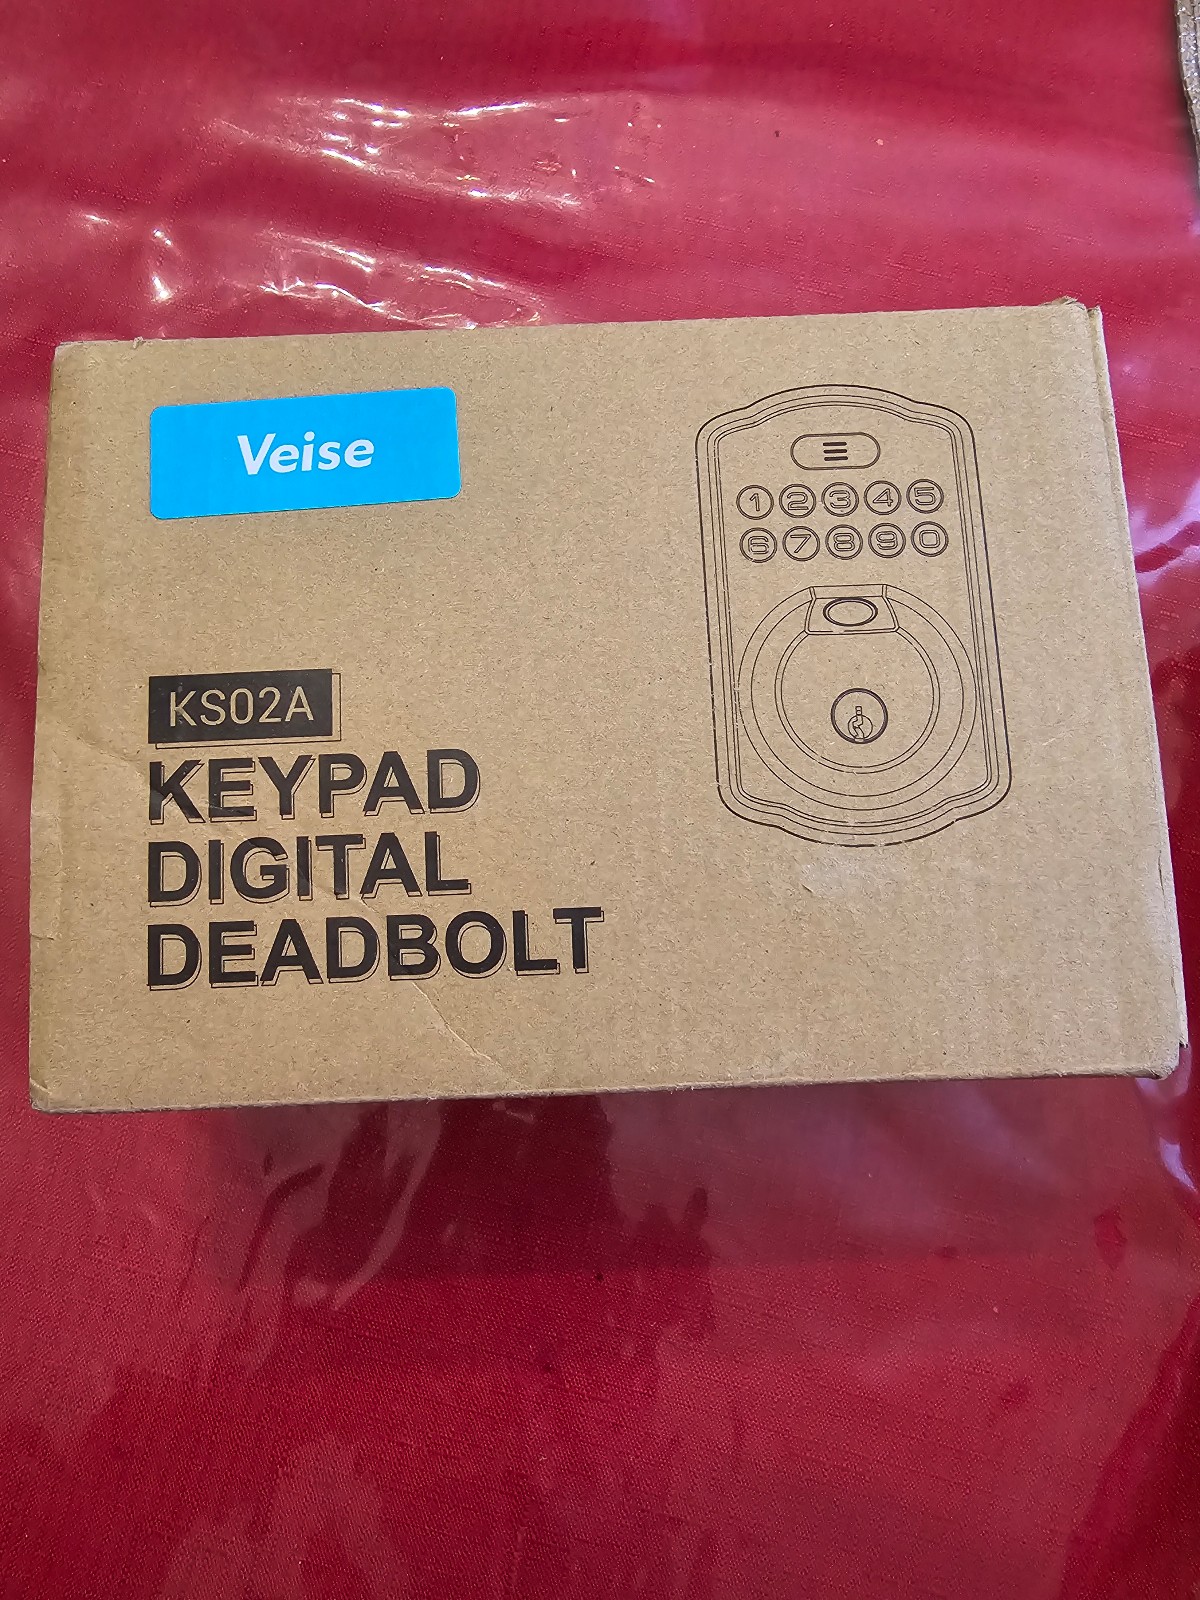 Veise
1 2 3 4 5
6 7 8 9 0
KS02A
KEYPAD
DIGITAL
DEADBOLT